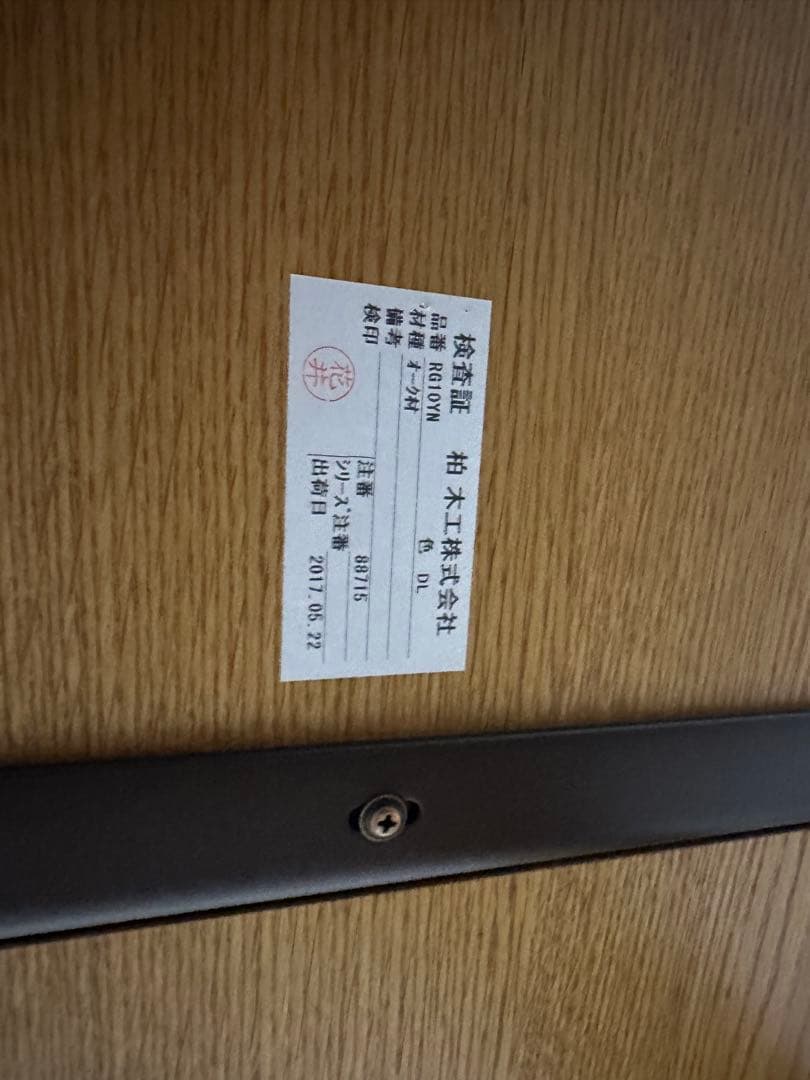 検査証 柏木工株式会社
品番 RG10YN 色 DL
材種 オーク材
備考
検印 注番 88715
花井 シリーズ注番
出荷日 2017.05.22